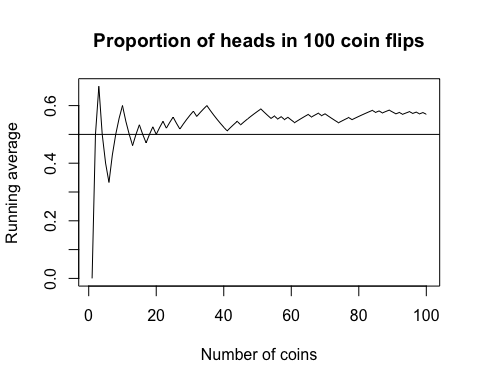 Proportion of heads in 100 coin flips
Running average
0.6
0.4
0.2
0.0
0 20 40 60 80 100
Number of coins